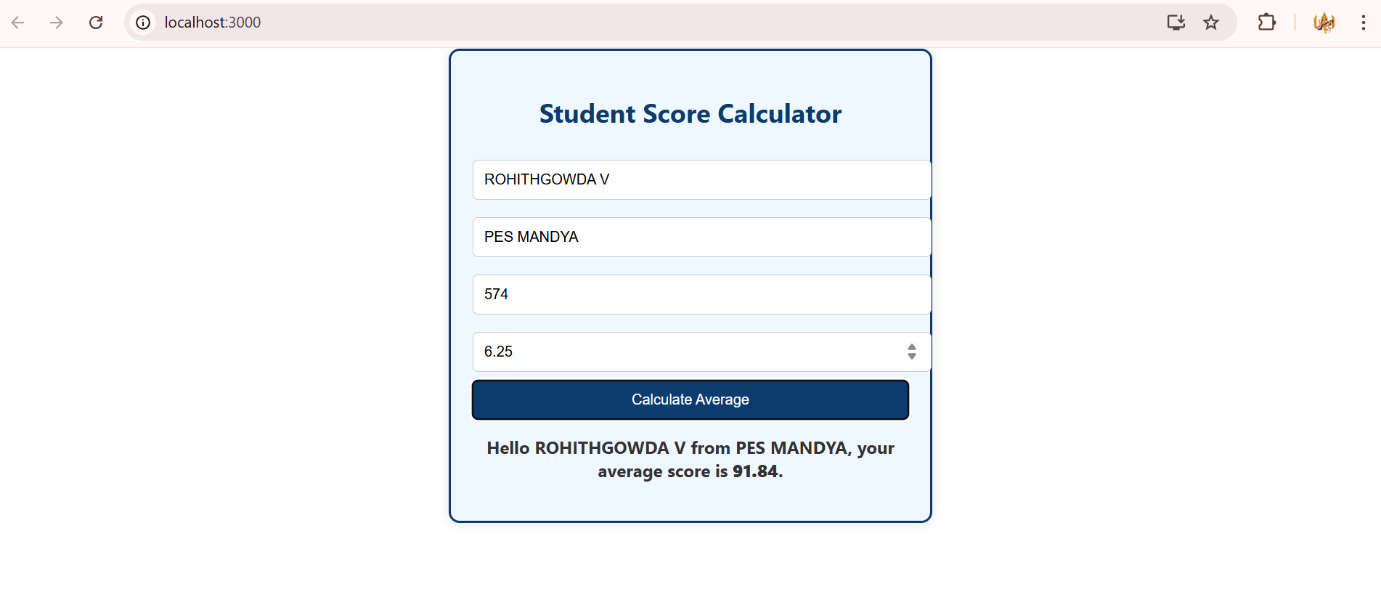 localhost:3000
Student Score Calculator
ROHITHGOWDA V
PES MANDYA
574
6.25
Calculate Average
Hello ROHITHGOWDA V from PES MANDYA, your
average score is 91.84.